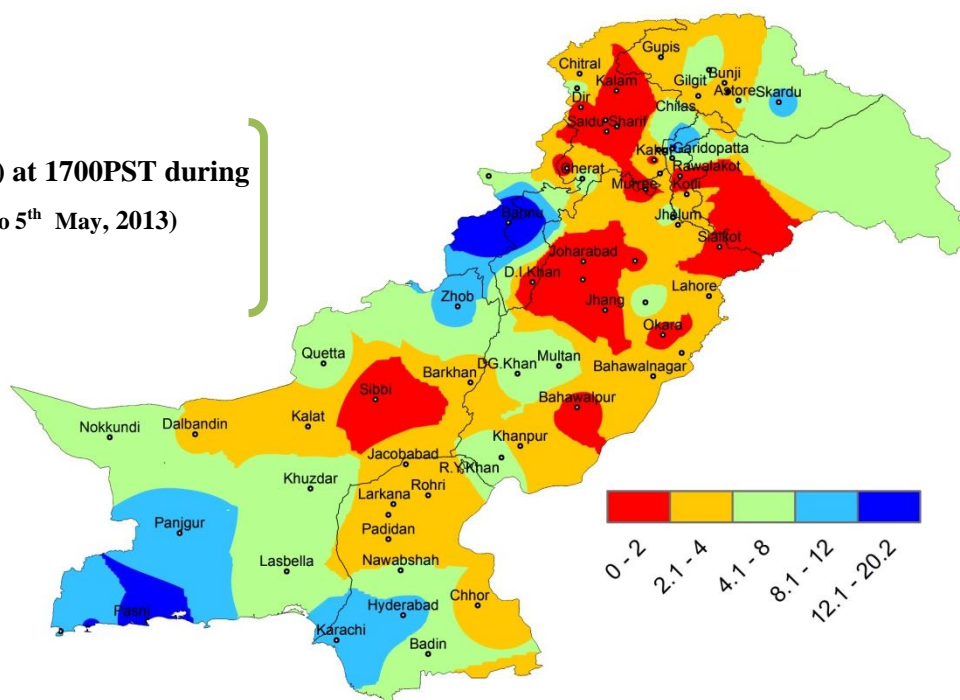 ) at 1700PST during
o 5th May, 2013)
Gupis
Chitral
Bunji
Gilgit
Kalam
Astore
Skardu
Dir
Chilas
Saidu Sharif
Garidopatta
Kakul
Cherat
Rawalakot
Murree
Kotli
Bannu
Jhelum
Sialkot
Joharabad
D.I.Khan
Zhob
Lahore
Jhang
Okara
Quetta
Multan
D.G.Khan
Barkhan
Bahawalnagar
Sibbi
Bahawalpur
Kalat
Dalbandin
Nokkundi
Khanpur
Jacobabad
R.Y.Khan
Khuzdar
Rohri
Larkana
Panjgur
Padidan
Lasbella
Nawabshah
Pasni
Hyderabad
Chhor
Karachi
Badin
0 - 2
2.1 - 4
4.1 - 8
8.1 - 12
12.1 - 20.2